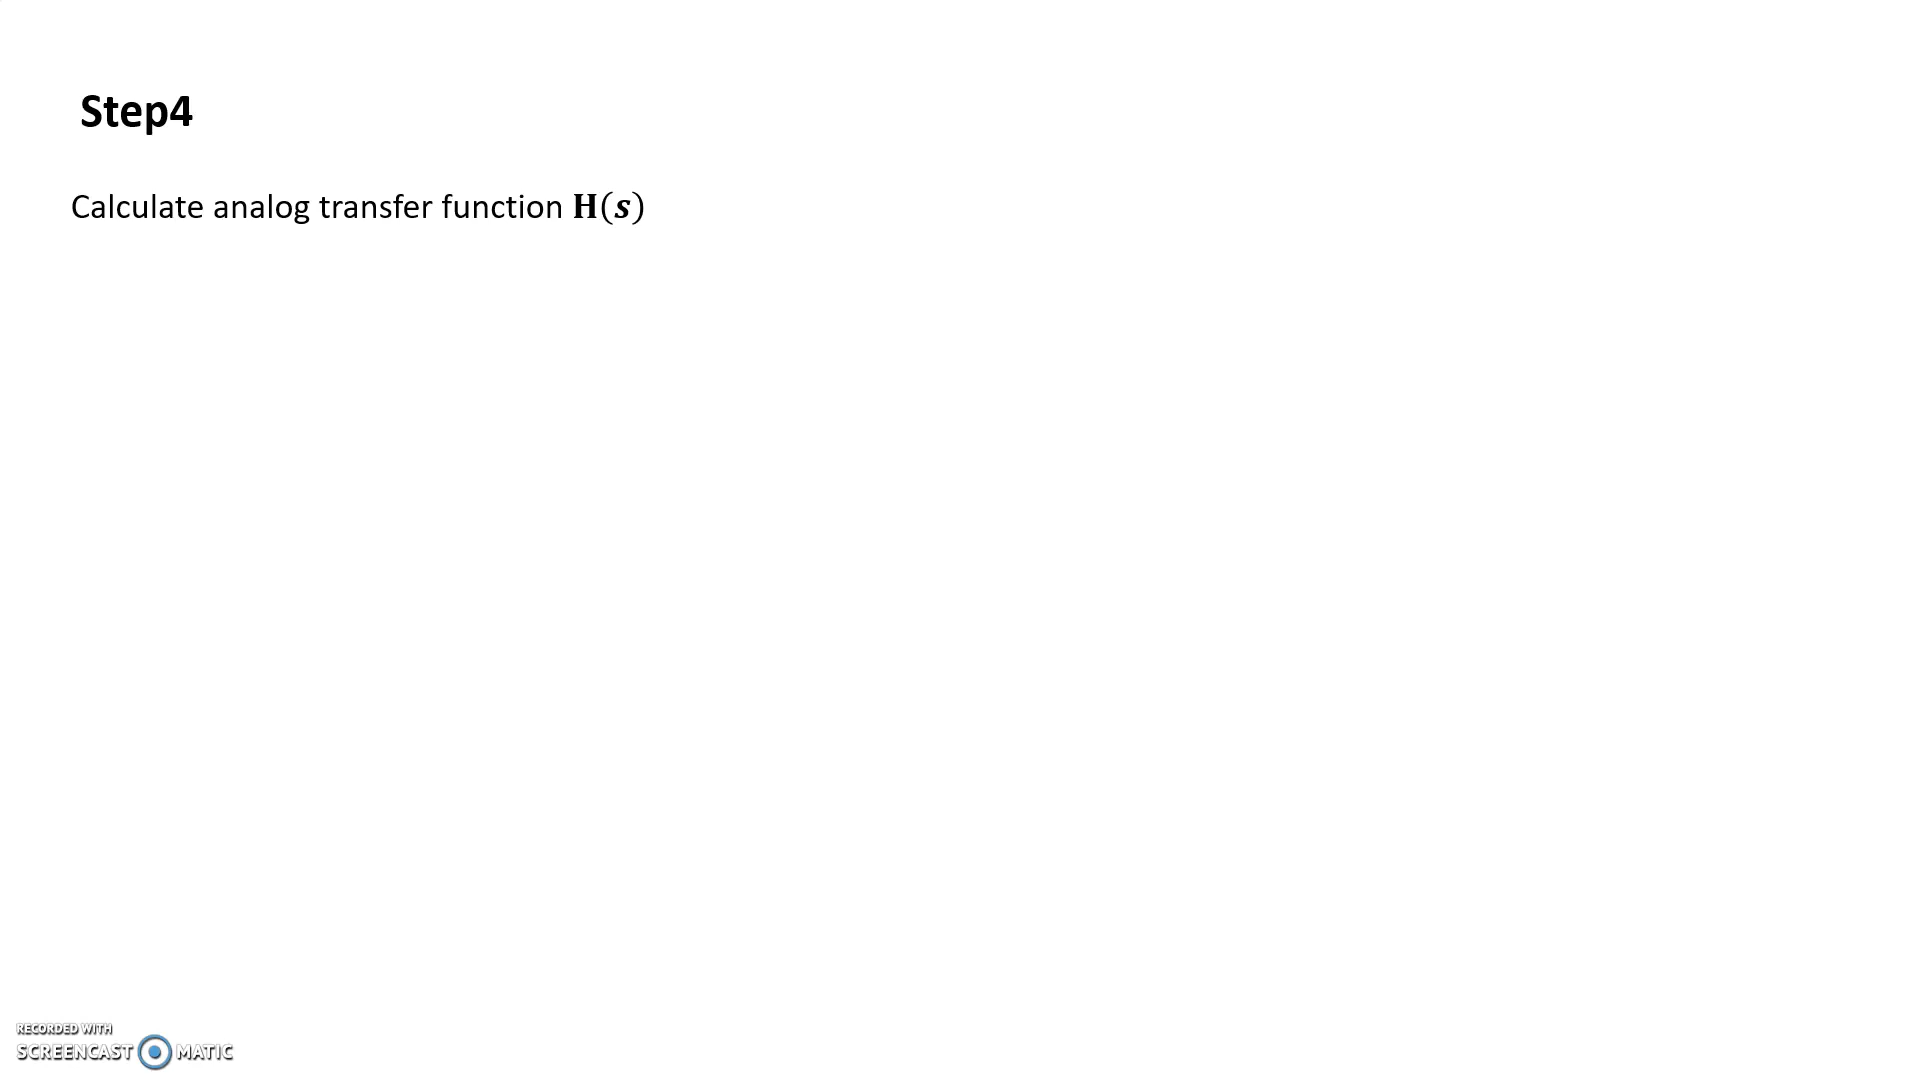 Step4
Calculate analog transfer function H(s)
RECORDED WITH
SCREENCAST MATIC